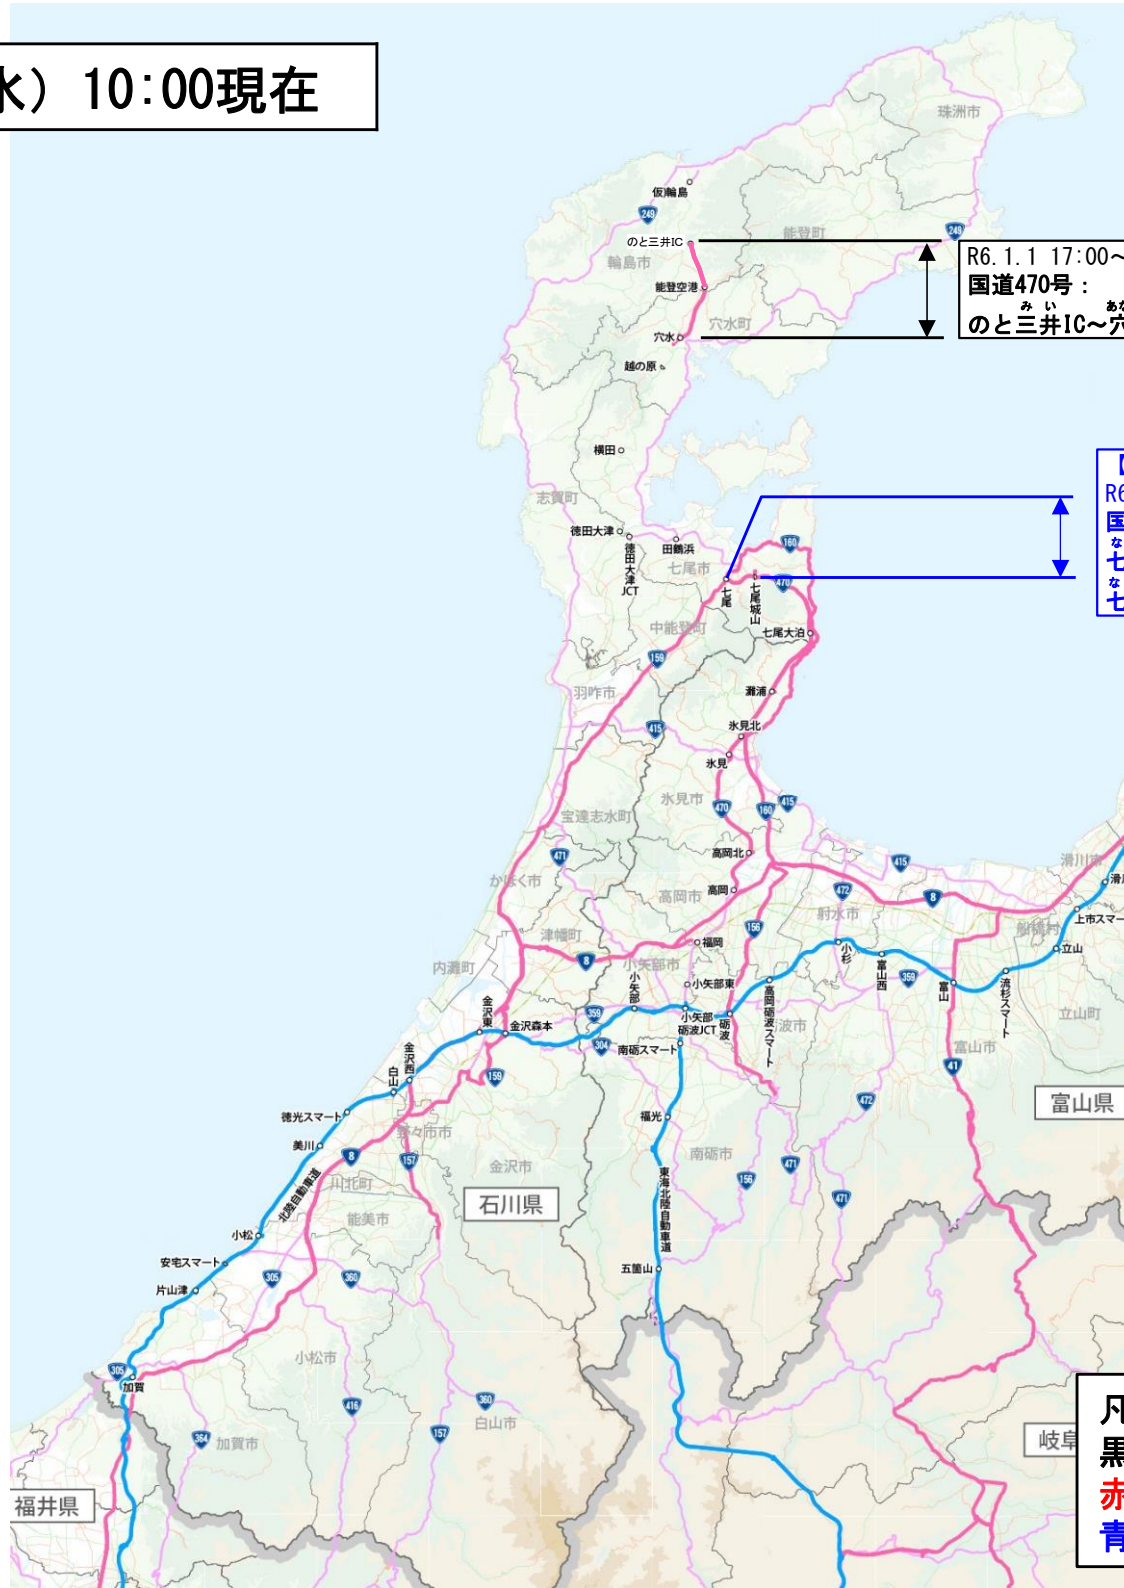 水） 10:00現在
珠洲市
仮)輪島
249
能登町
249
のと三井IC
輪島市
R6.1.1 17:00～
国道470号：
み い あな
のと三井IC～穴
能登空港
穴水町
穴水
越の原
横田
志賀町
徳田大津
徳田大津JCT
田鶴浜
七尾市
160
R6
国
な
七
な
七
七尾
七尾城山
470
中能登町
七尾大泊
159
羽咋市
灘浦
415
氷見北
氷見
氷見市
470
160
415
宝達志水町
471
高岡北
415
滑川市
かほく市
高岡市
高岡
472
8
射水市
上市スマート
津幡町
156
船橋村
福岡
小杉
立山
内灘町
8
小矢部市
富山西
359
小矢部
小矢部東
高岡砺波スマート
富山
流杉スマート
金沢東
金沢森本
359
小矢部
砺波JCT
砺波
立山町
304
南砺スマート
富山市
金沢西
白山
159
41
472
富山県
徳光スマート
福光
野々市市
美川
8
157
金沢市
南砺市
471
156
川北町
石川県
471
北陸自動車道
能美市
東海北陸自動車道
小松
安宅スマート
五箇山
305
360
片山津
小松市
305
加賀
凡
416
360
白山市
岐阜
黒
364
加賀市
157
赤
福井県
青